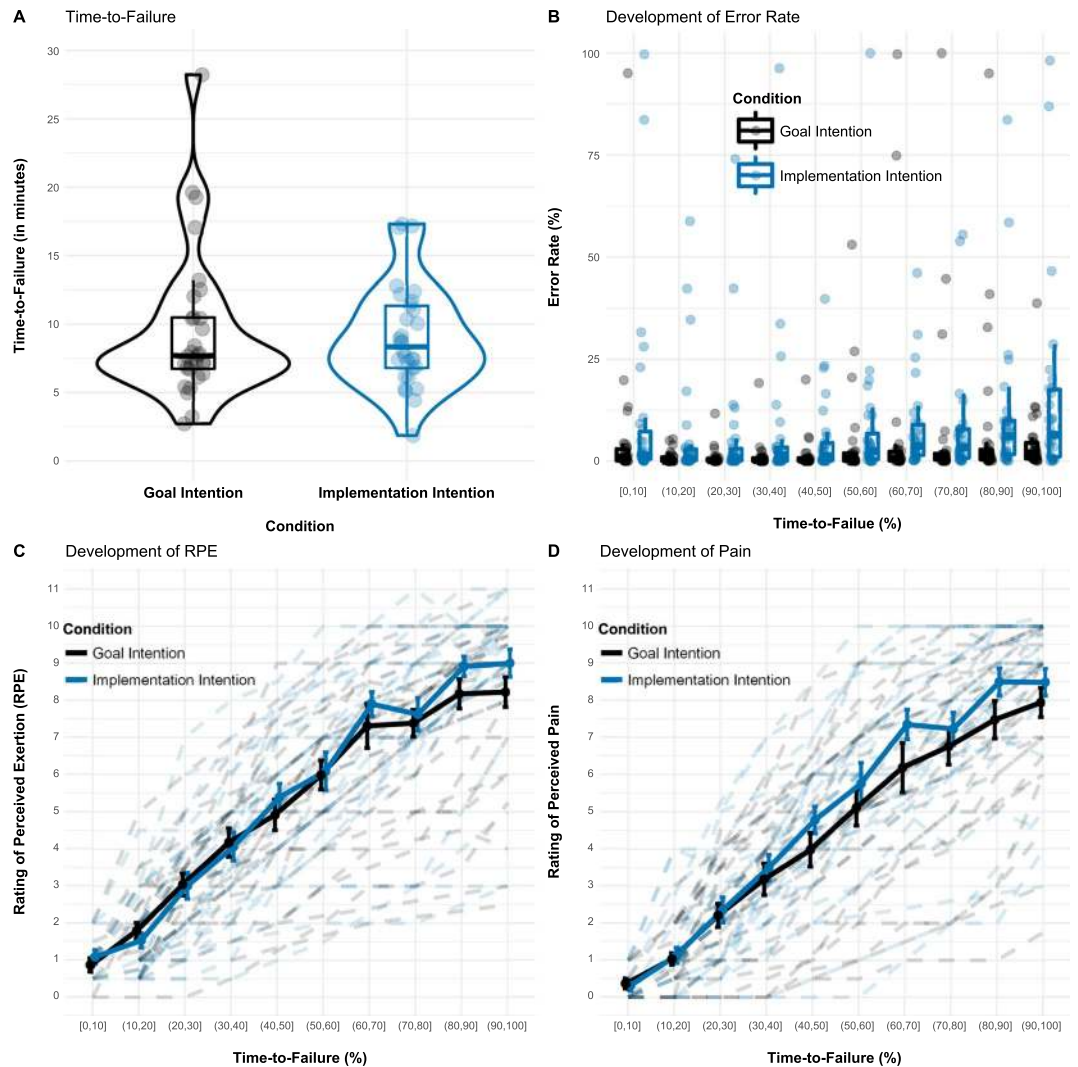 A Time-to-Failure
30
25
20
15
10
5
0
Time-to-Failure (in minutes)
Goal Intention Implementation Intention
Condition
B Development of Error Rate
100
75
50
25
0
Error Rate (%)
Condition
Goal Intention
Implementation Intention
[0,10] (10,20] (20,30] (30,40] (40,50] (50,60] (60,70] (70,80] (80,90] (90,100]
Time-to-Failue (%)
C Development of RPE
11
10
9
8
7
6
5
4
3
2
1
0
Rating of Perceived Exertion (RPE)
Condition
Goal Intention
Implementation Intention
[0,10] (10,20] (20,30] (30,40] (40,50] (50,60] (60,70] (70,80] (80,90] (90,100]
Time-to-Failure (%)
D Development of Pain
11
10
9
8
7
6
5
4
3
2
1
0
Rating of Perceived Pain
Condition
Goal Intention
Implementation Intention
[0,10] (10,20] (20,30] (30,40] (40,50] (50,60] (60,70] (70,80] (80,90] (90,100]
Time-to-Failure (%)